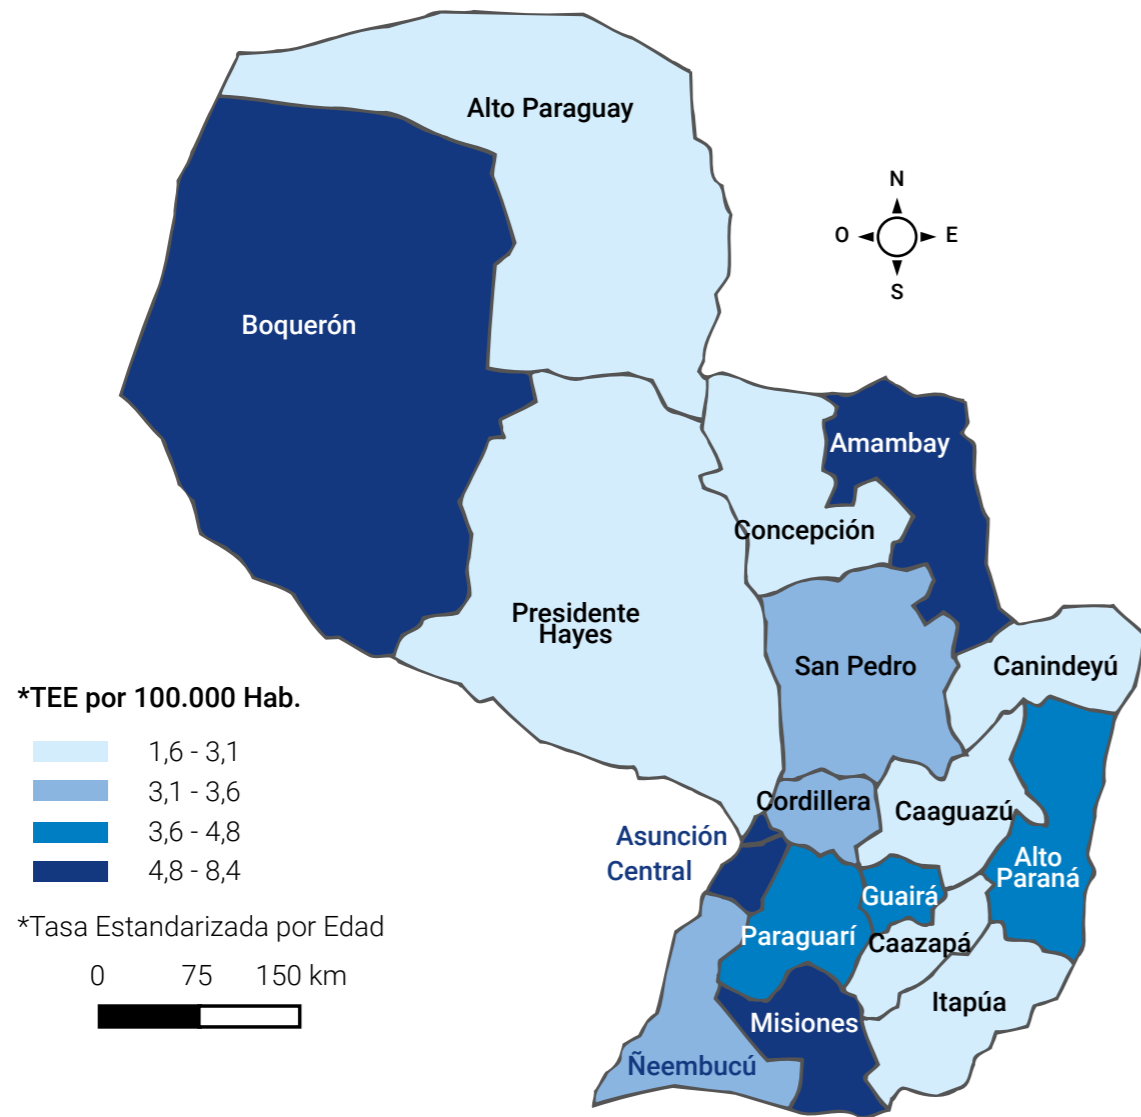 Alto Paraguay
N
O
E
S
Boquerón
Amambay
Concepción
Presidente
Hayes
San Pedro
Canindeyú
*TEE por 100.000 Hab.
1,6 - 3,1
3,1 - 3,6
3,6 - 4,8
4,8 - 8,4
*Tasa Estandarizada por Edad
0 75 150 km
Cordillera
Caaguazú
Asunción
Central
Alto
Paraná
Guairá
Paraguarí
Caazapá
Itapúa
Misiones
Ñeembucú